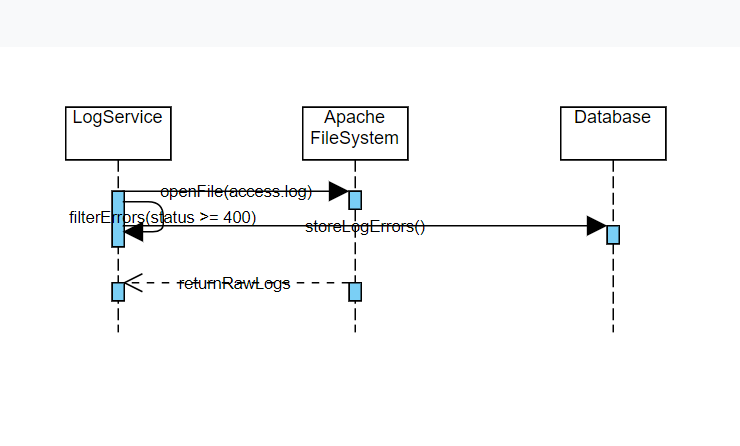 LogService
Apache
FileSystem
Database
openFile(access.log)
filterErrors(status >= 400)
storeLogErrors()
returnRawLogs